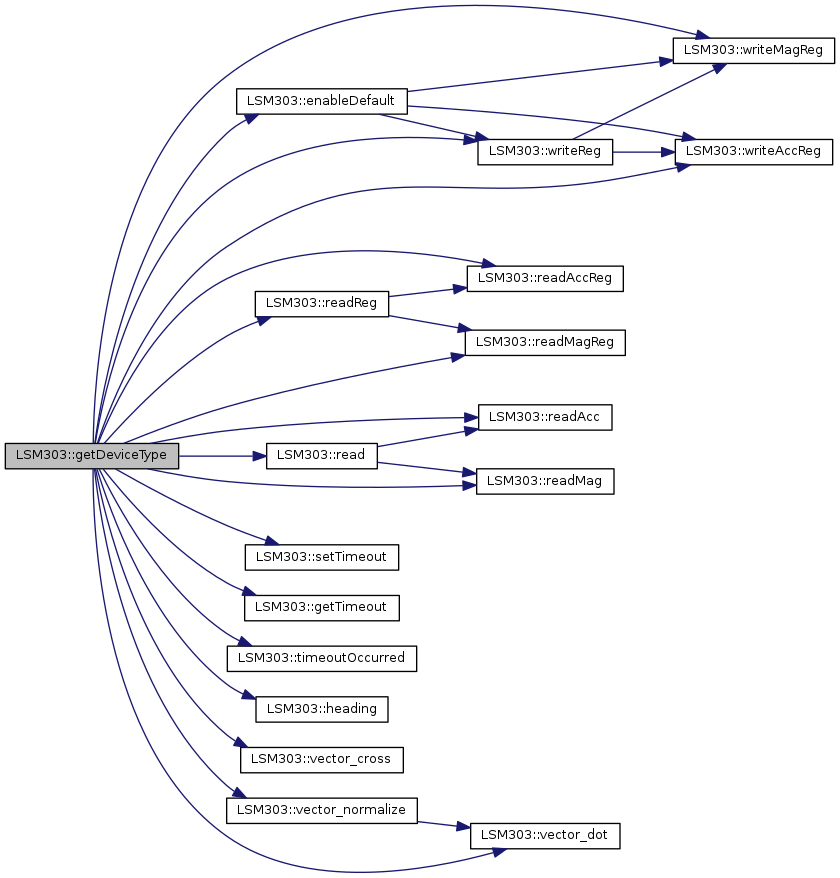 LSM303::writeMagReg
LSM303::enableDefault
LSM303::writeReg
LSM303::writeAccReg
LSM303::readAccReg
LSM303::readReg
LSM303::readMagReg
LSM303::readAcc
LSM303::getDeviceType
LSM303::read
LSM303::readMag
LSM303::setTimeout
LSM303::getTimeout
LSM303::timeoutOccurred
LSM303::heading
LSM303::vector_cross
LSM303::vector_normalize
LSM303::vector_dot